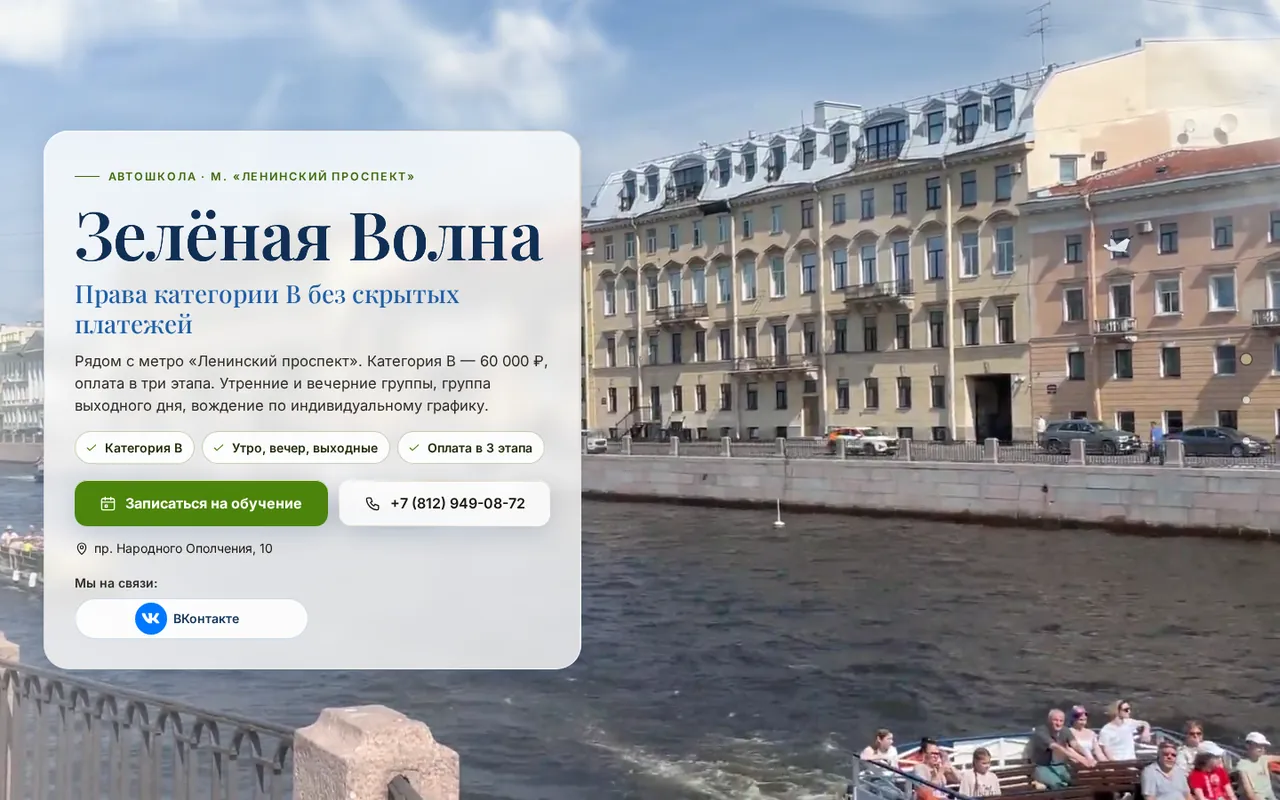 АВТОШКОЛА · М. «ЛЕНИНСКИЙ ПРОСПЕКТ»
Зелёная Волна
Права категории B без скрытых
платежей
Рядом с метро «Ленинский проспект». Категория B — 60 000 ₽,
оплата в три этапа. Утренние и вечерние группы, группа
выходного дня, вождение по индивидуальному графику.
Категория B
Утро, вечер, выходные
Оплата в 3 этапа
Записаться на обучение
+7 (812) 949-08-72
пр. Народного Ополчения, 10
Мы на связи:
ВКонтакте